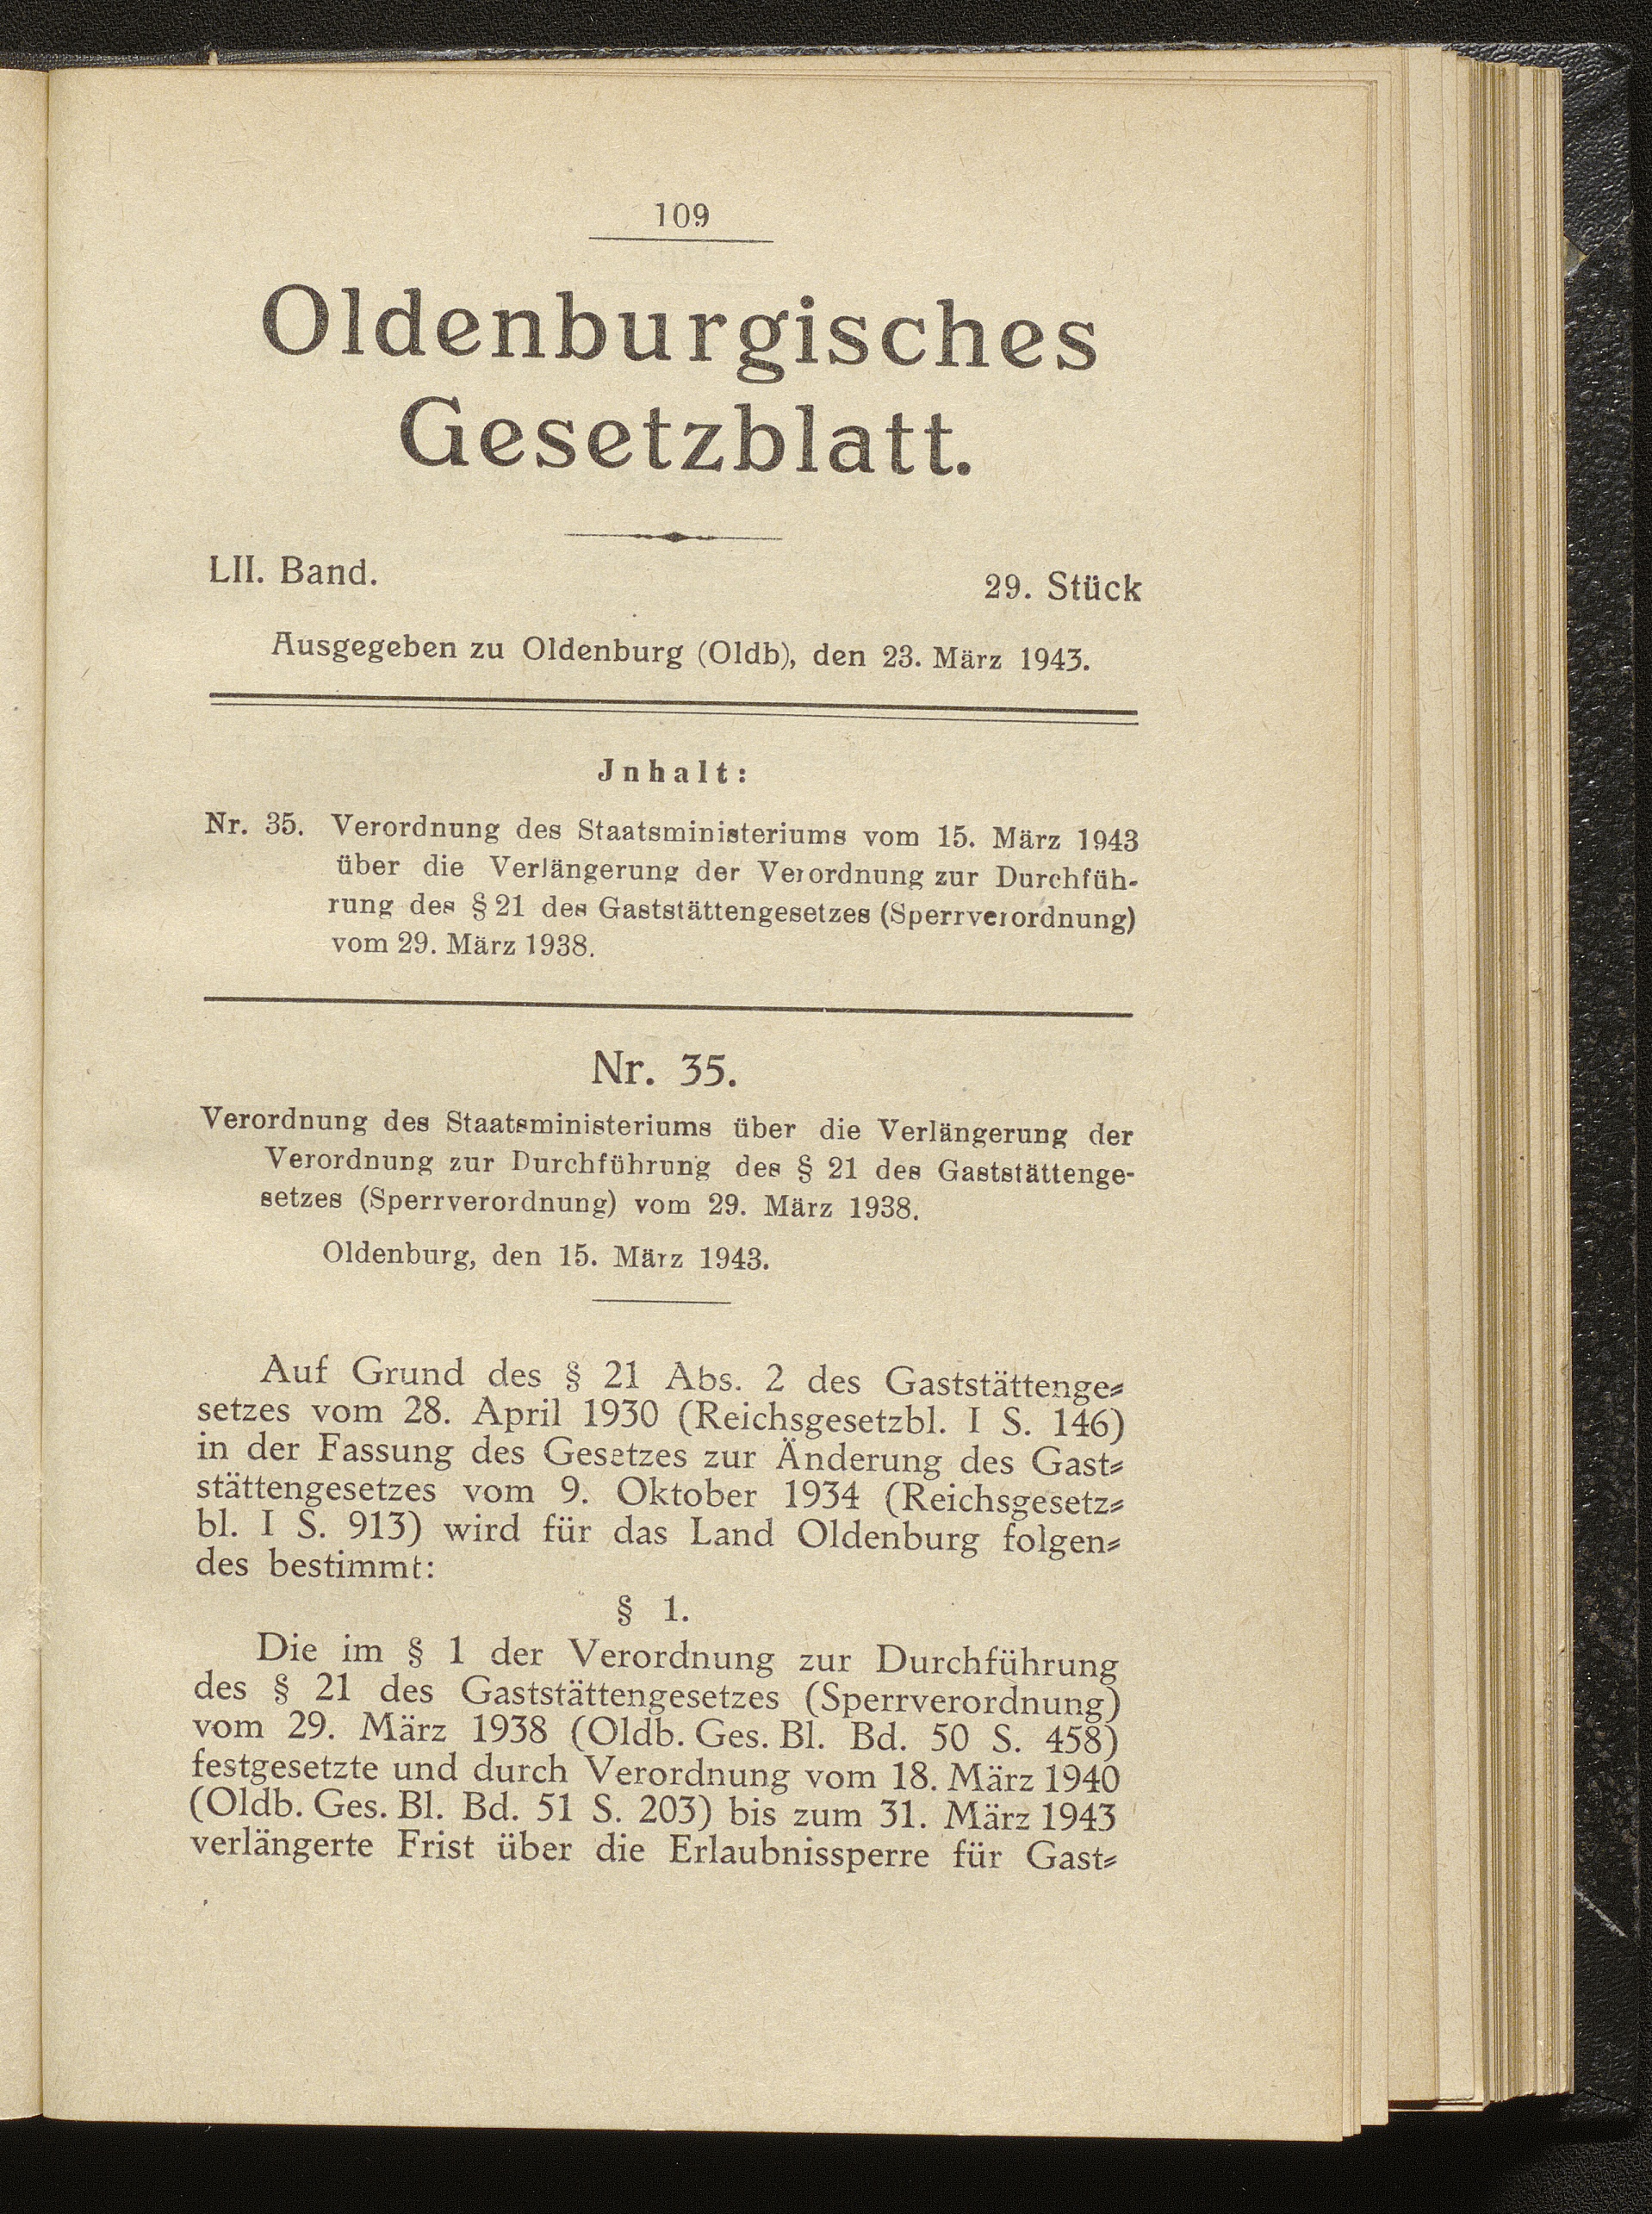 109
Oldenburgisches
Gesetzblatt.
LII. Band.
29. Stück
Ausgegeben zu Oldenburg (Oldb), den 23. März 1943.
Jnhalt:
Nr. 35. Verordnung des Staatsministeriums vom 15. März 1943
über die Verlängerung der Verordnung zur Durchfüh-
rung des § 21 des Gaststättengesetzes (Sperrverordnung)
vom 29. März 1938.
Nr. 35.
Verordnung des Staatsministeriums über die Verlängerung der
Verordnung zur Durchführung des § 21 des Gaststättenge-
setzes (Sperrverordnung) vom 29. März 1938.
Oldenburg, den 15. März 1943.
Auf Grund des § 21 Abs. 2 des Gaststättenge⸗
setzes vom 28. April 1930 (Reichsgesetzbl. I S. 146)
in der Fassung des Gesetzes zur Änderung des Gast⸗
stättengesetzes vom 9. Oktober 1934 (Reichsgesetz⸗
bl. I S. 913) wird für das Land Oldenburg folgen⸗
des bestimmt:
§ 1.
Die im § 1 der Verordnung zur Durchführung
des § 21 des Gaststättengesetzes (Sperrverordnung)
vom 29. März 1938 (Oldb. Ges. Bl. Bd. 50 S. 458)
festgesetzte und durch Verordnung vom 18. März 1940
(Oldb. Ges. Bl. Bd. 51 S. 203) bis zum 31. März 1943
verlängerte Frist über die Erlaubnissperre für Gast⸗